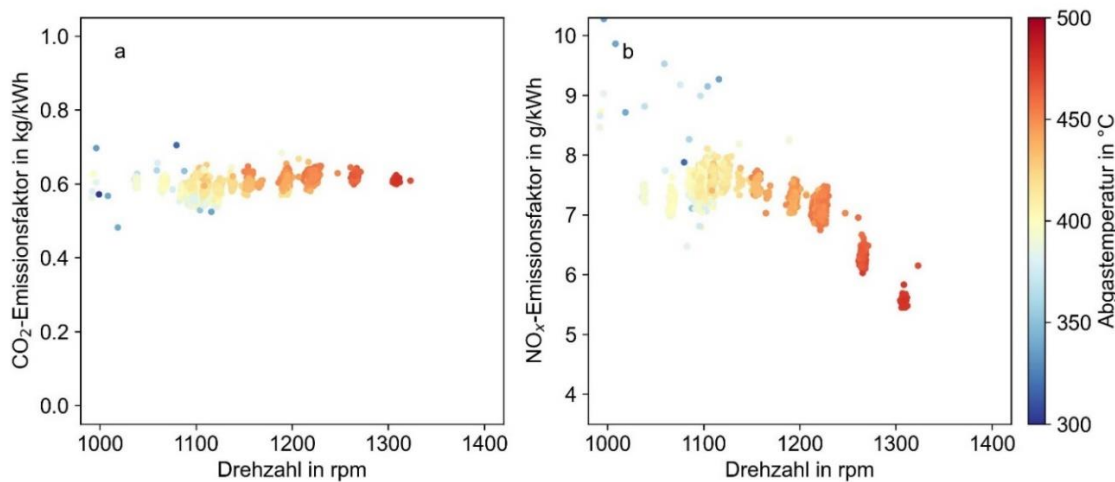 a
1.0
0.8
0.6
0.4
0.2
0.0
CO₂-Emissionsfaktor in kg/kWh
1000 1100 1200 1300 1400
Drehzahl in rpm
b
10
9
8
7
6
5
4
NOₓ-Emissionsfaktor in g/kWh
1000 1100 1200 1300 1400
Drehzahl in rpm
500
450
400
350
300
Abgastemperatur in °C